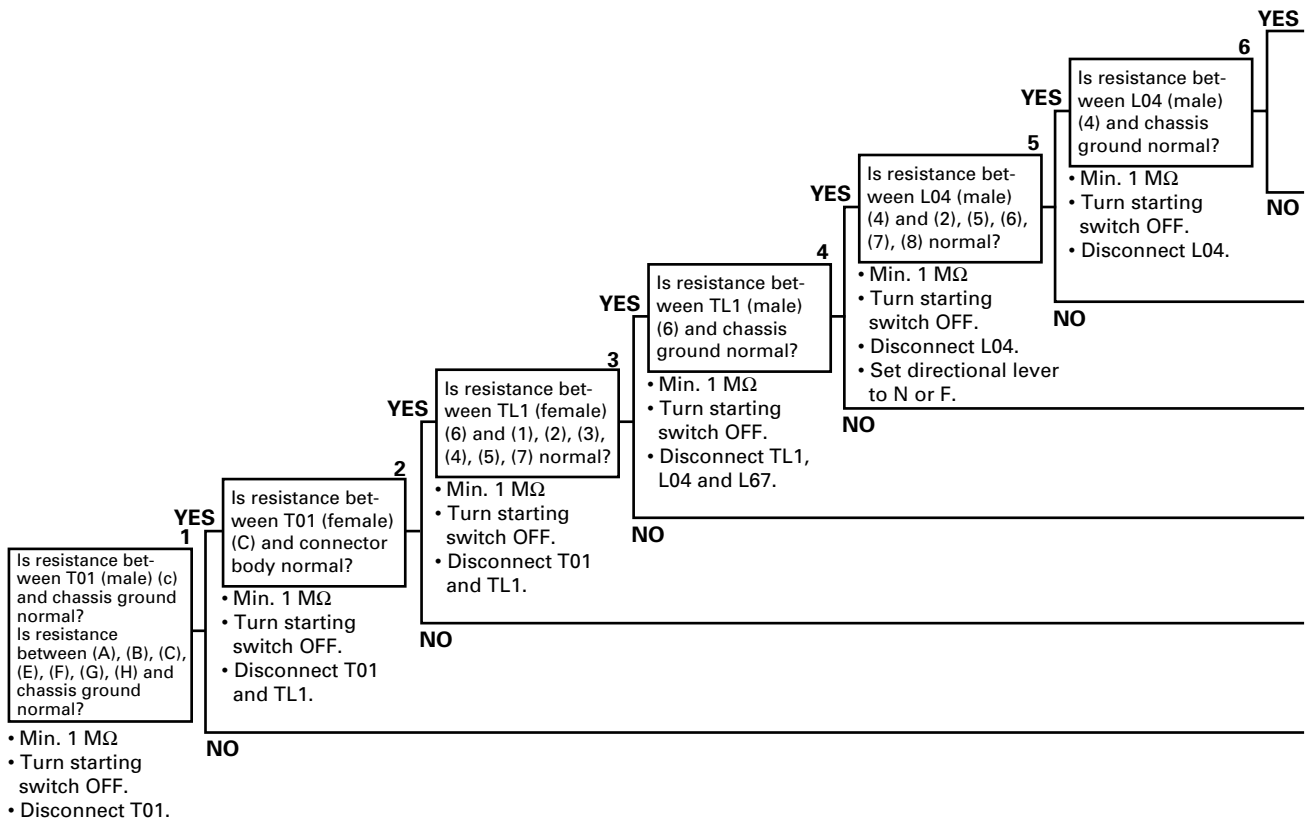 1
Is resistance bet-
ween T01 (male) (c)
and chassis ground
normal?
Is resistance
between (A), (B), (C),
(E), (F), (G), (H) and
chassis ground
normal?
• Min. 1 MΩ
• Turn starting
switch OFF.
• Disconnect T01.
YES
NO
2
Is resistance bet-
ween T01 (female)
(C) and connector
body normal?
• Min. 1 MΩ
• Turn starting
switch OFF.
• Disconnect T01
and TL1.
YES
NO
3
Is resistance bet-
ween TL1 (female)
(6) and (1), (2), (3),
(4), (5), (7) normal?
• Min. 1 MΩ
• Turn starting
switch OFF.
• Disconnect T01
and TL1.
YES
NO
4
Is resistance bet-
ween TL1 (male)
(6) and chassis
ground normal?
• Min. 1 MΩ
• Turn starting
switch OFF.
• Disconnect TL1,
L04 and L67.
YES
NO
5
Is resistance bet-
ween L04 (male)
(4) and (2), (5), (6),
(7), (8) normal?
• Min. 1 MΩ
• Turn starting
switch OFF.
• Disconnect L04.
• Set directional lever
to N or F.
YES
NO
6
Is resistance bet-
ween L04 (male)
(4) and chassis
ground normal?
• Min. 1 MΩ
• Turn starting
switch OFF.
• Disconnect L04.
YES
NO